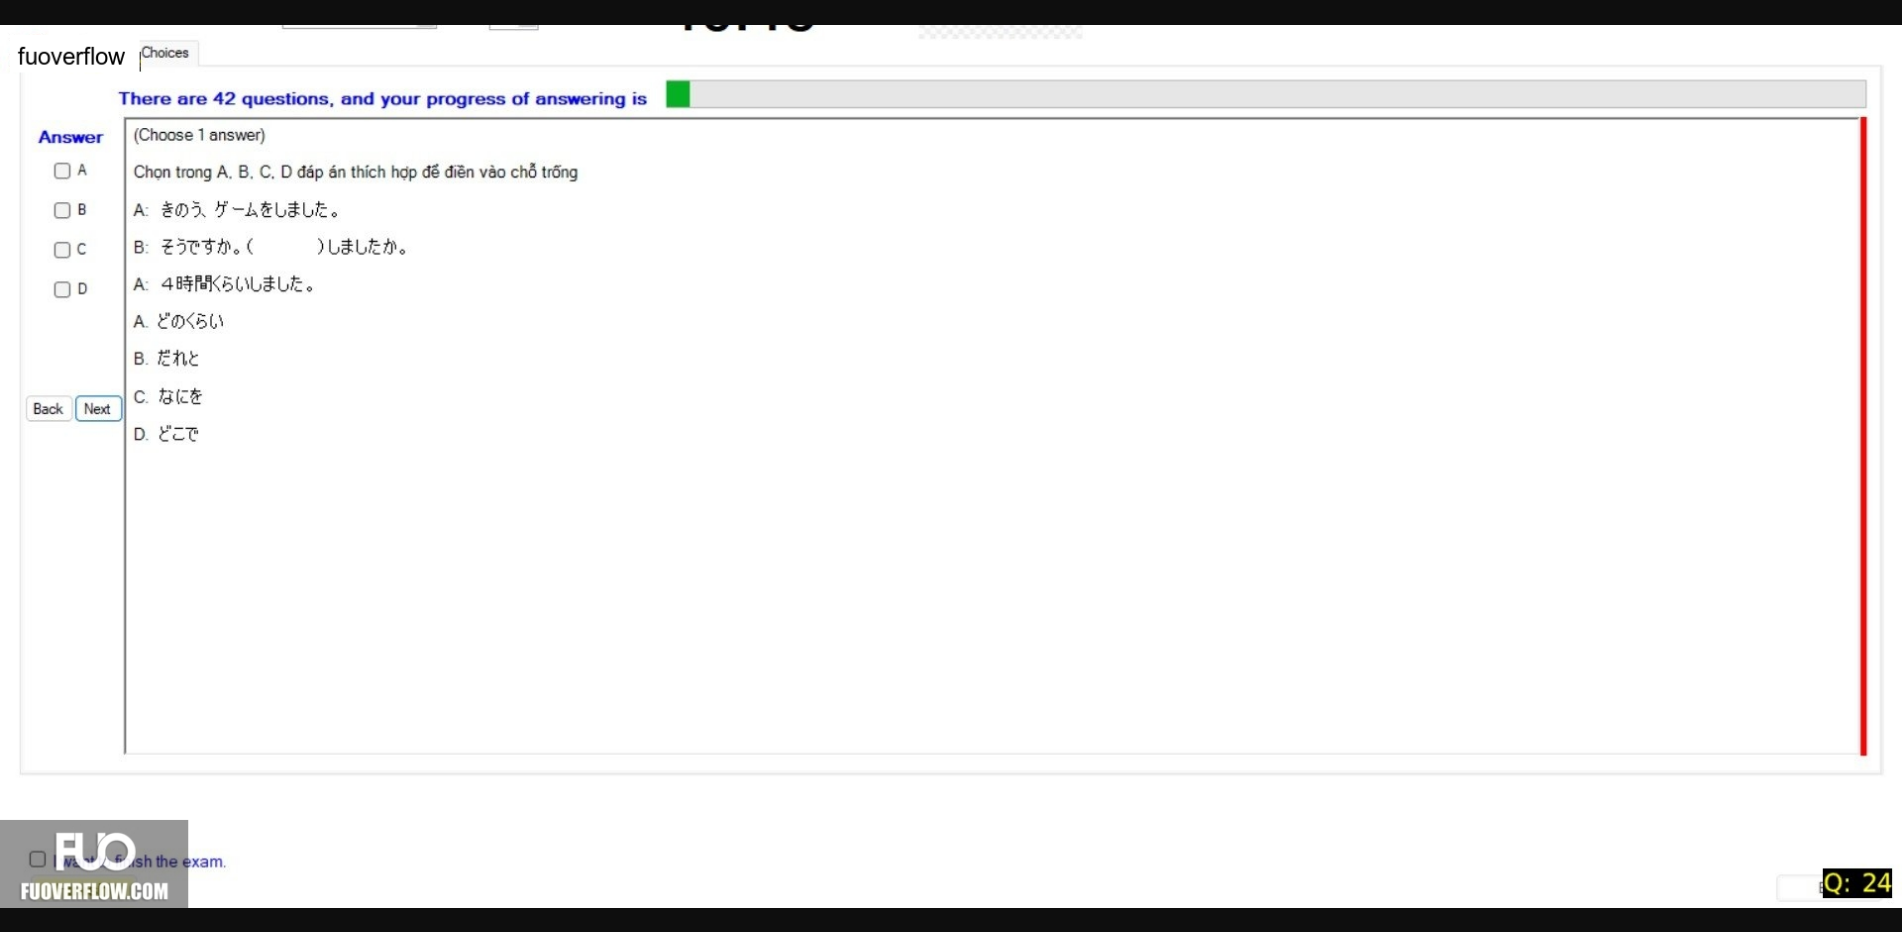 fuoverflow
Choices
There are 42 questions, and your progress of answering is
Answer
(Choose 1 answer)
A
Chọn trong A, B, C, D đáp án thích hợp để điền vào chỗ trống
B
A: きのう、ゲームをしました。
C
B: そうですか。(　　　)しましたか。
D
A: 4時間くらいしました。
A. どのくらい
B. だれと
C. なにを
Back
Next
D. どこで
FUO
finish the exam.
FUOVERFLOW.COM
Q: 24